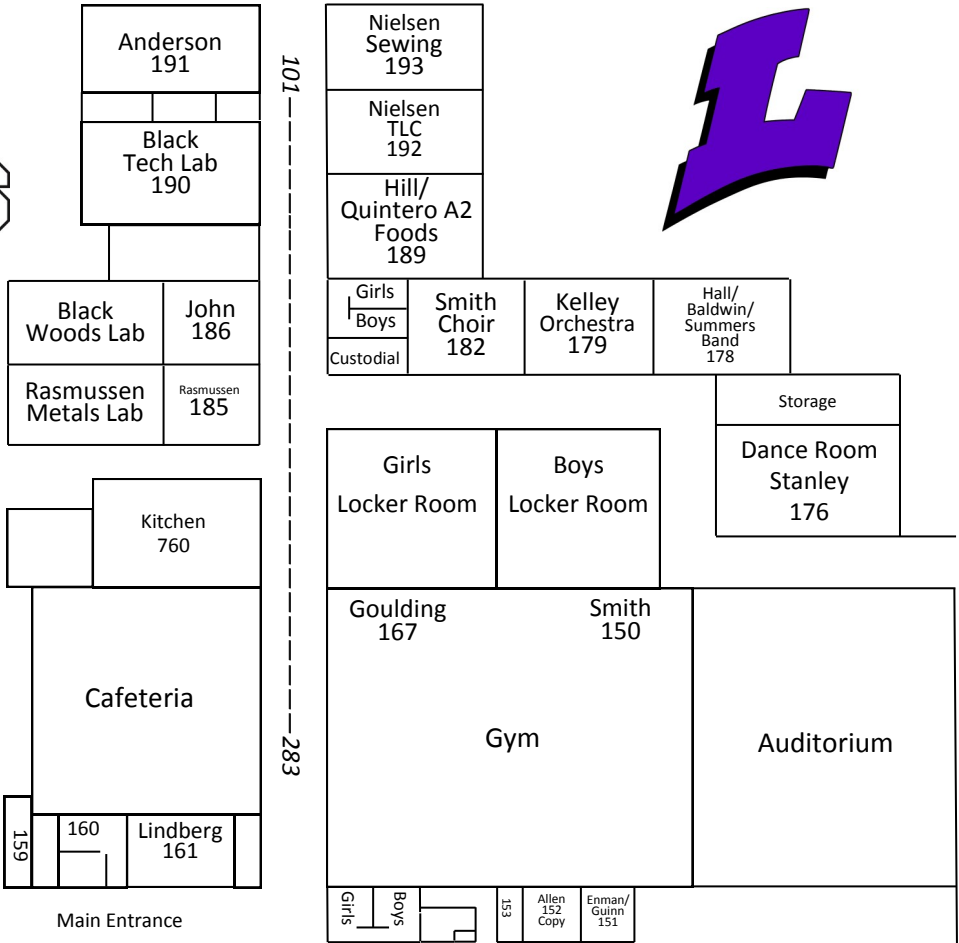 Anderson
191
Black
Tech Lab
190
101
283
Nielsen
Sewing
193
Nielsen
TLC
192
Hill/
Quintero A2
Foods
189
L
Black
Woods Lab
John
186
Rasmussen
Metals Lab
Rasmussen
185
Girls
Boys
Custodial
Smith
Choir
182
Kelley
Orchestra
179
Hall/
Baldwin/
Summers
Band
178
Storage
Dance Room
Stanley
176
Girls
Locker Room
Boys
Locker Room
Kitchen
760
Goulding
167
Smith
150
Cafeteria
Gym
Auditorium
159
160
Lindberg
161
Main Entrance
Girls
Boys
153
Allen
152
Copy
Enman/
Guinn
151